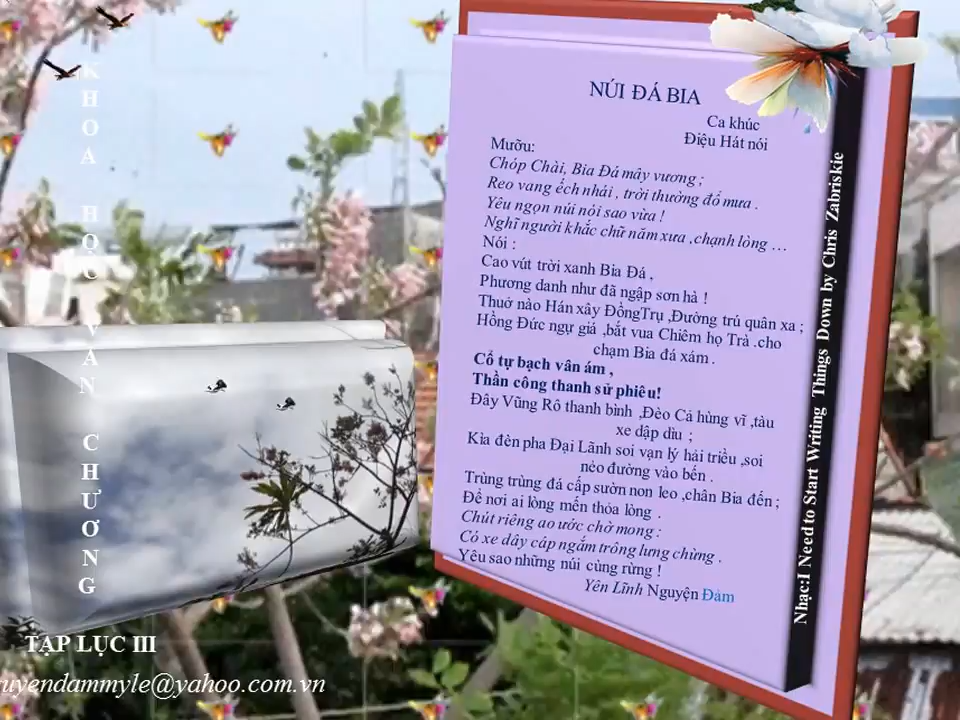 KHOA HỌC VĂN CHƯƠNG
TẠP LỤC III
uyendammyle@yahoo.com.vn
NÚI ĐÁ BIA
Ca khúc
Điệu Hát nói
Mưỡu:
Chóp Chài, Bia Đá mây vương ;
Reo vang ếch nhái , trời thường đổ mưa .
Yêu ngọn núi nói sao vừa !
Nghĩ người khắc chữ năm xưa ,chạnh lòng …
Nói :
Cao vút trời xanh Bia Đá ,
Phương danh như đã ngập sơn hà !
Thuở nào Hán xây ĐồngTrụ ,Đường trú quân xa ;
Hồng Đức ngự giá ,bắt vua Chiêm họ Trà .cho
chạm Bia đá xám .
Cổ tự bạch vân ám ,
Thần công thanh sử phiêu!
Đây Vũng Rô thanh bình ,Đèo Cả hùng vĩ ,tàu
xe dập dìu ;
Kìa đèn pha Đại Lãnh soi vạn lý hải triều ,soi
nẻo đường vào bến .
Trùng trùng đá cấp sườn non leo ,chân Bia đến ;
Để nơi ai lòng mến thỏa lòng .
Chút riêng ao ước chờ mong :
Có xe dây cáp ngắm trông lưng chừng .
Yêu sao những núi cùng rừng !
Yên Lĩnh Nguyện Đảm
Nhạc:I Need to Start Writing Things Down by Chris Zabriskie